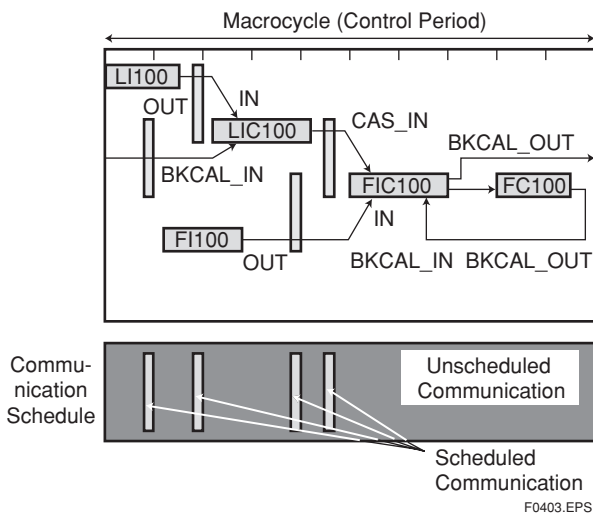 Macrocycle (Control Period)
LI100
OUT
IN
LIC100
CAS_IN
BKCAL_OUT
BKCAL_IN
FIC100
FC100
IN
FI100
OUT
BKCAL_IN
BKCAL_OUT
Commu-
nication
Schedule
Unscheduled
Communication
Scheduled
Communication
F0403.EPS